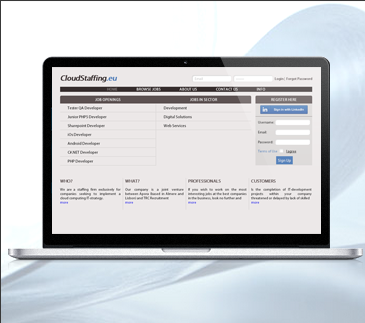 CloudStaffing.eu
Login | Forgot Password
HOME BROWSE JOBS ABOUT US CONTACT US INFO
JOB OPENINGS JOBS IN SECTOR REGISTER HERE
Trainer QA Developer Development
Junior PHP5 Developer Digital Solutions
Sharepoint Developer Web Services
iOs Developer
Android Developer
C#.NET Developer
PHP Developer
Sign in with LinkedIn
Username:
Email:
Password:
Terms of Use I agree
Sign Up
WHO? WHAT? PROFESSIONALS CUSTOMERS
We are a staffing firm exclusively for companies seeking to implement a cloud computing IT strategy.
more
Our company is a joint venture between Aprea Based in Athens and Lisbon) and TRC Recruitment
more
If you wish to work on the most interesting jobs at the best companies in the business, look no further and
more
Is the completion of IT-development projects within your company threatened or delayed by lack of skilled
more